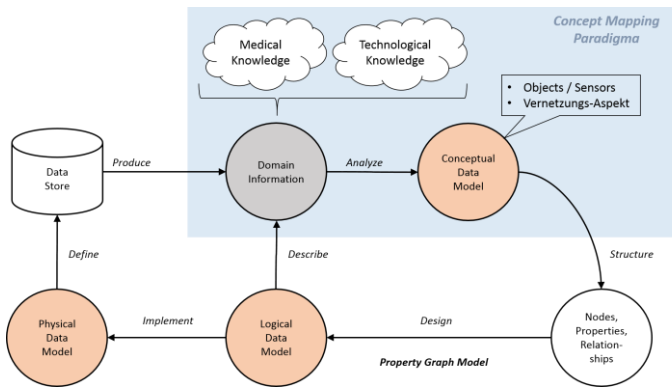 Concept Mapping
Paradigma
Medical
Knowledge
Technological
Knowledge
• Objects / Sensors
• Vernetzungs-Aspekt
Data
Store
Produce
Domain
Information
Analyze
Conceptual
Data
Model
Define
Describe
Structure
Physical
Data
Model
Implement
Logical
Data
Model
Design
Nodes,
Properties,
Relation-
ships
Property Graph Model